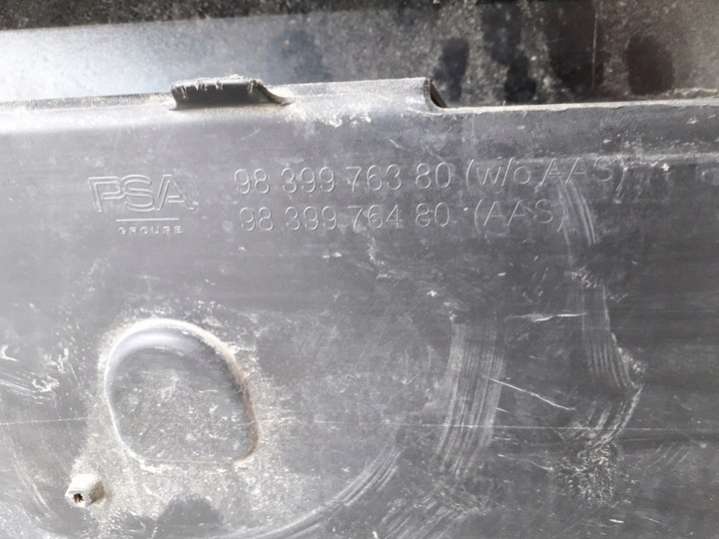 PSA
GROUPE
98 399 763 80 (w/o AAS)
98 399 764 80 (AAS)